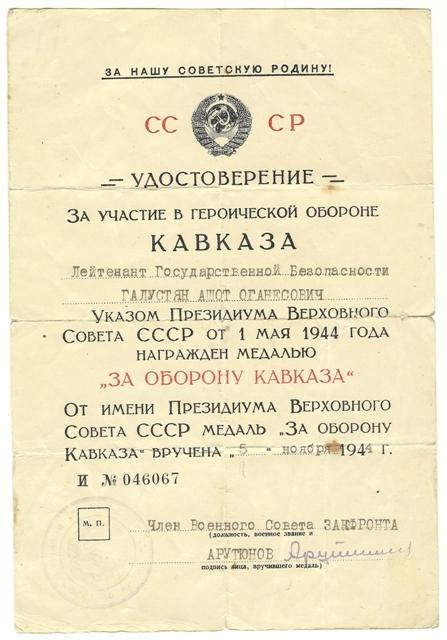 ЗА НАШУ СОВЕТСКУЮ РОДИНУ!
СС СР
УДОСТОВЕРЕНИЕ
ЗА УЧАСТИЕ В ГЕРОИЧЕСКОЙ ОБОРОНЕ
КАВКАЗА
Лейтенант Государственной Безопасности
ГАЛУСТЯН АШОТ ОГАНЕСОВИЧ
УКАЗОМ ПРЕЗИДИУМА ВЕРХОВНОГО
СОВЕТА СССР ОТ 1 МАЯ 1944 ГОДА
НАГРАЖДЕН МЕДАЛЬЮ
„ЗА ОБОРОНУ КАВКАЗА“
ОТ ИМЕНИ ПРЕЗИДИУМА ВЕРХОВНОГО
СОВЕТА СССР МЕДАЛЬ „ЗА ОБОРОНУ
КАВКАЗА“ ВРУЧЕНА „5“ ноября 1944 Г.
И № 046067
М. П.
Член Военного Совета ЗАКФРОНТА
(должность, военное звание и
АРУТЮНОВ
подпись лица, вручившего медаль)